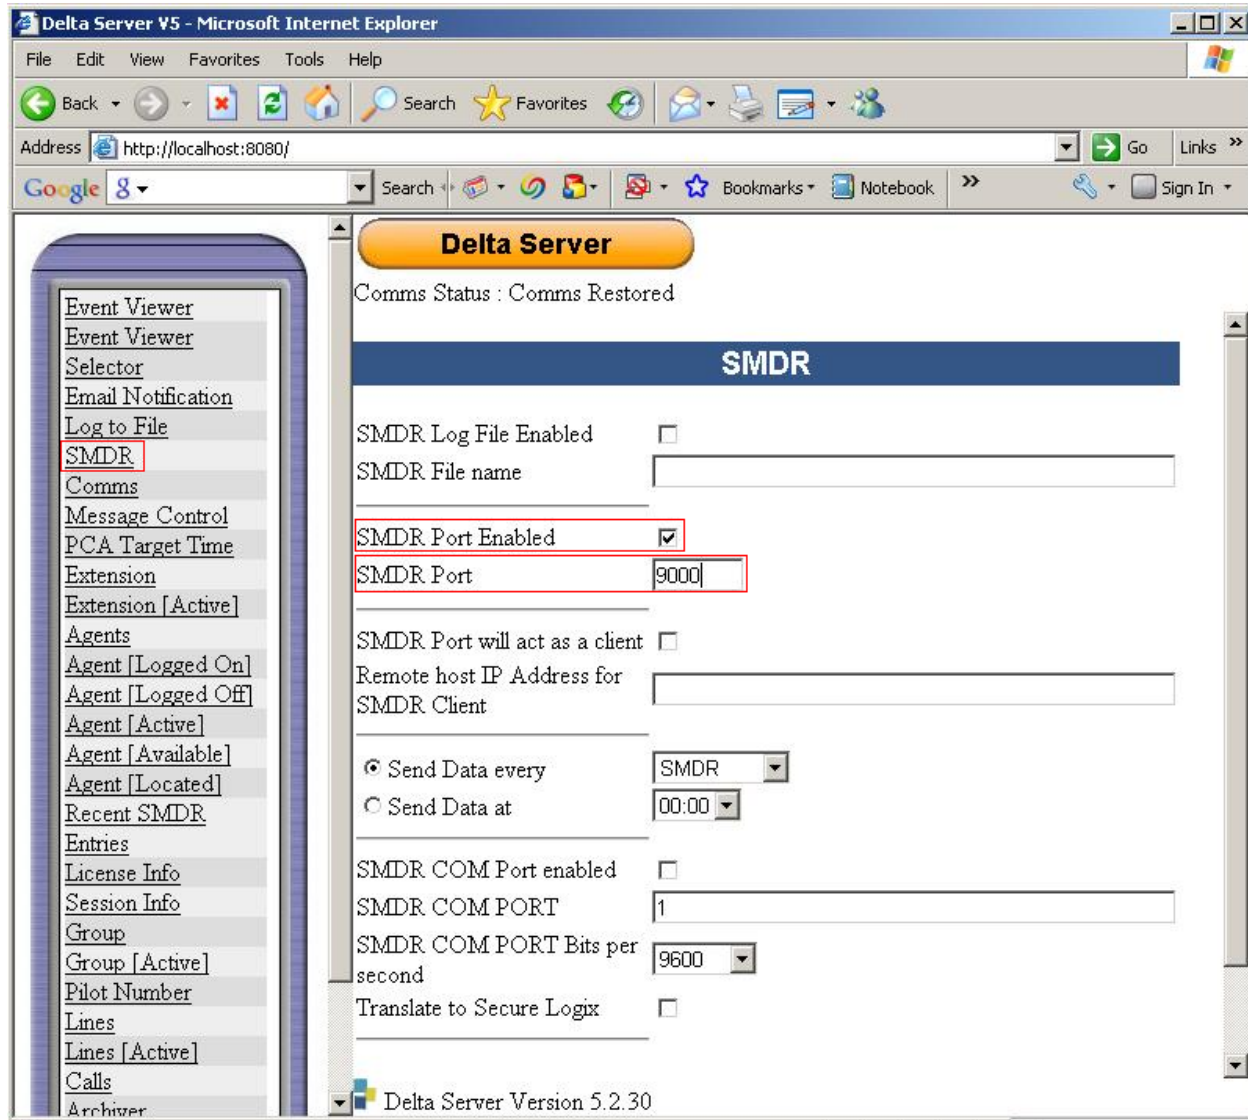 Delta Server V5 - Microsoft Internet Explorer
File Edit View Favorites Tools Help
Back Search Favorites
Address http://localhost:8080/ Go Links »
Google 8 Search Bookmarks Notebook » Sign In
Delta Server
Comms Status : Comms Restored
Event Viewer
Event Viewer
Selector
Email Notification
Log to File
SMDR
Comms
Message Control
PCA Target Time
Extension
Extension [Active]
Agents
Agent [Logged On]
Agent [Logged Off]
Agent [Active]
Agent [Available]
Agent [Located]
Recent SMDR
Entries
License Info
Session Info
Group
Group [Active]
Pilot Number
Lines
Lines [Active]
Calls
Archiver
SMDR
SMDR Log File Enabled
SMDR File name
SMDR Port Enabled
SMDR Port 9000
SMDR Port will act as a client
Remote host IP Address for
SMDR Client
Send Data every SMDR
Send Data at 00:00
SMDR COM Port enabled
SMDR COM PORT 1
SMDR COM PORT Bits per
second 9600
Translate to Secure Logix
Delta Server Version 5.2.30